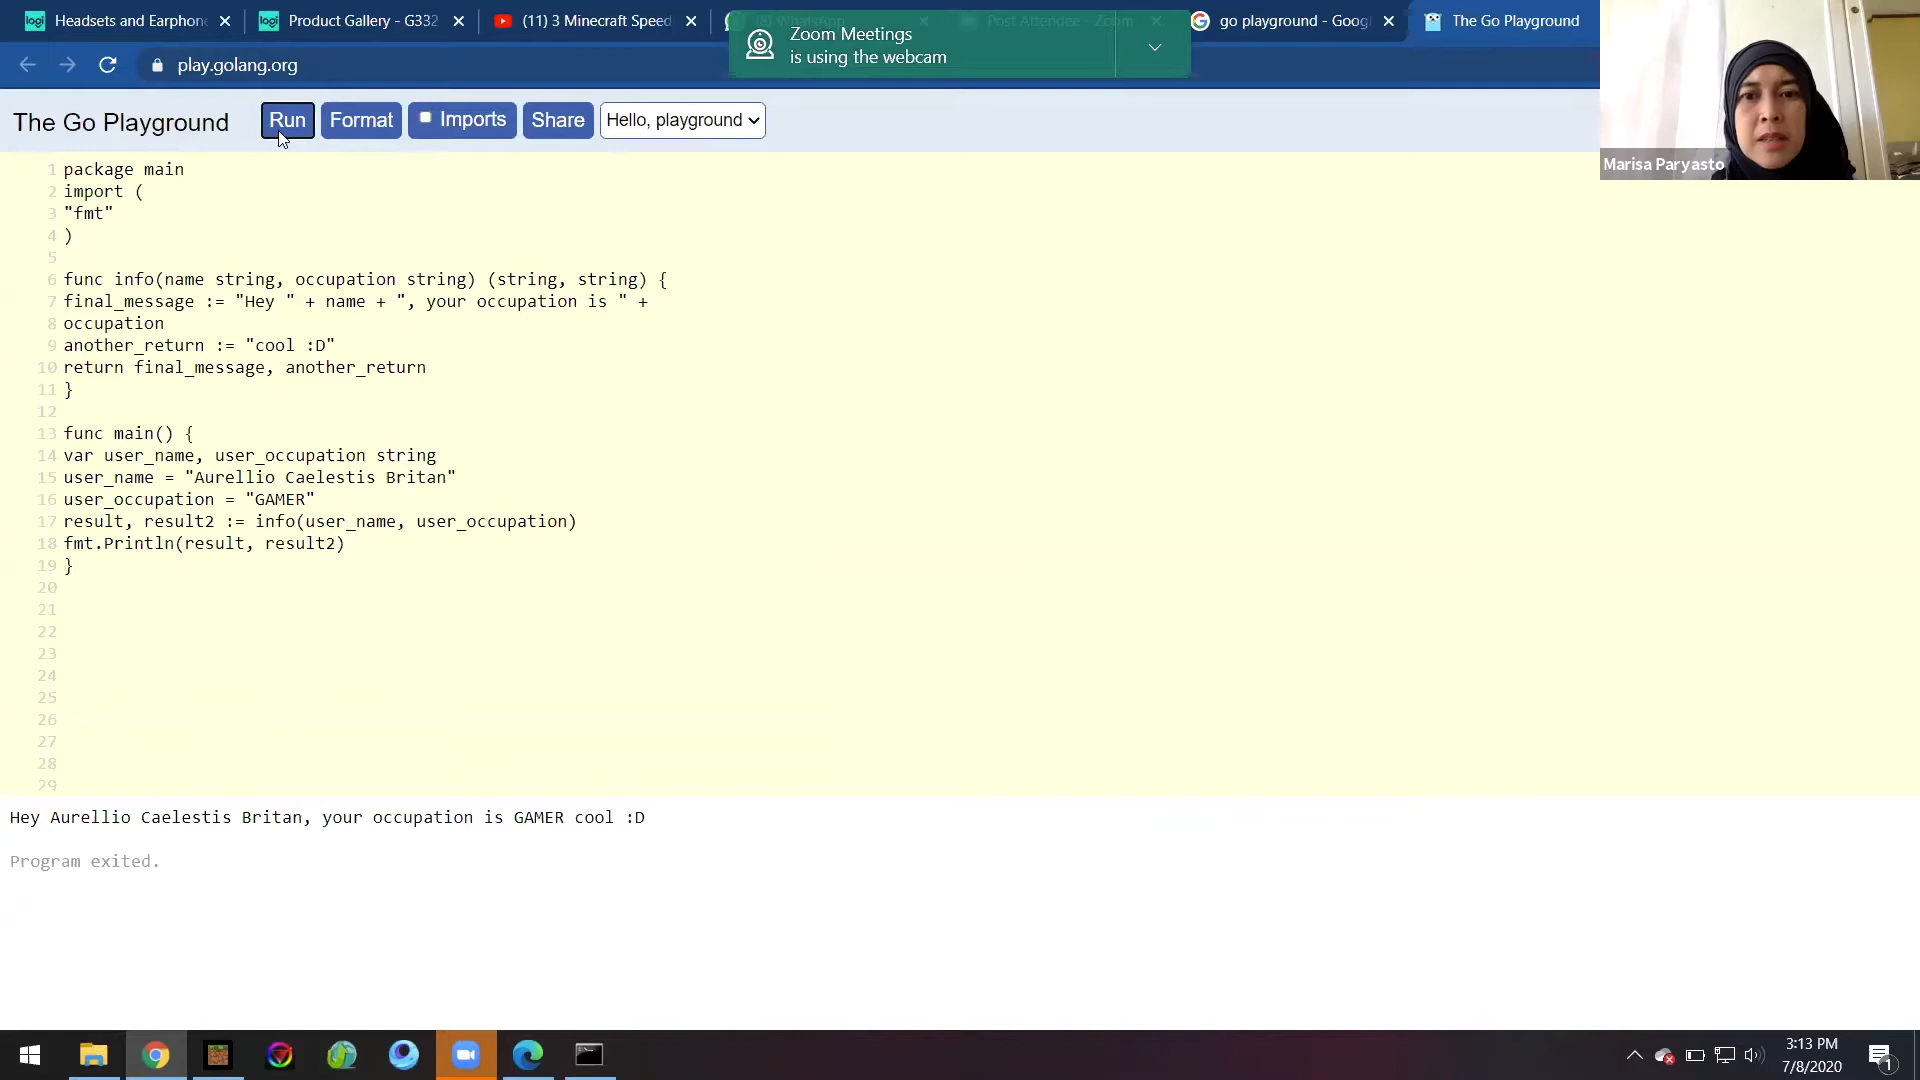 Headsets and Earphone
Product Gallery - G332
(11) 3 Minecraft Speed
(8) WhatsApp
Post Attendee - Zoom
go playground - Goog
The Go Playground
Zoom Meetings
is using the webcam
play.golang.org
The Go Playground
Run
Format
Imports
Share
Hello, playground
Marisa Paryasto
1 package main
2 import (
3 "fmt"
4 )
5
6 func info(name string, occupation string) (string, string) {
7 final_message := "Hey " + name + ", your occupation is " +
8 occupation
9 another_return := "cool :D"
10 return final_message, another_return
11 }
12
13 func main() {
14 var user_name, user_occupation string
15 user_name = "Aurellio Caelestis Britan"
16 user_occupation = "GAMER"
17 result, result2 := info(user_name, user_occupation)
18 fmt.Println(result, result2)
19 }
20
21
22
23
24
25
26
27
28
29
Hey Aurellio Caelestis Britan, your occupation is GAMER cool :D
Program exited.
3:13 PM
7/8/2020
1